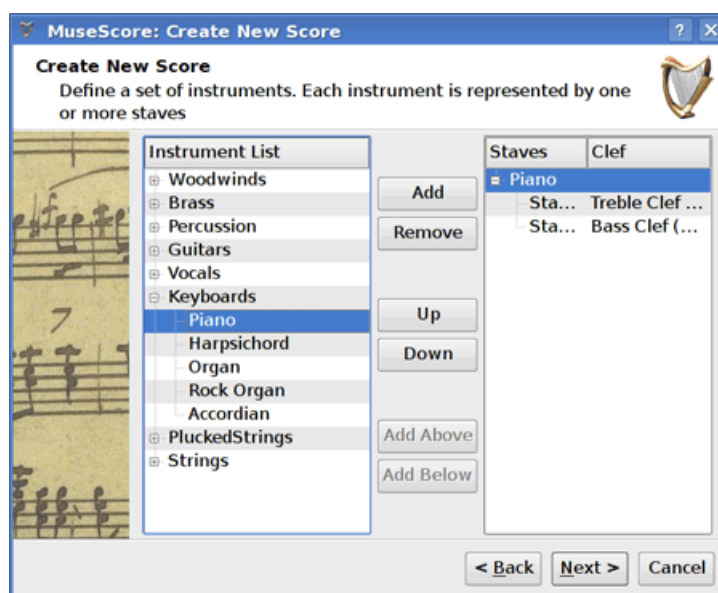 MuseScore: Create New Score
?
Create New Score
Define a set of instruments. Each instrument is represented by one
or more staves
Instrument List
Woodwinds
Brass
Percussion
Guitars
Vocals
Keyboards
Piano
Harpsichord
Organ
Rock Organ
Accordian
PluckedStrings
Strings
Add
Remove
Up
Down
Add Above
Add Below
Staves Clef
Piano
Sta... Treble Clef ...
Sta... Bass Clef (...
< Back Next > Cancel
7